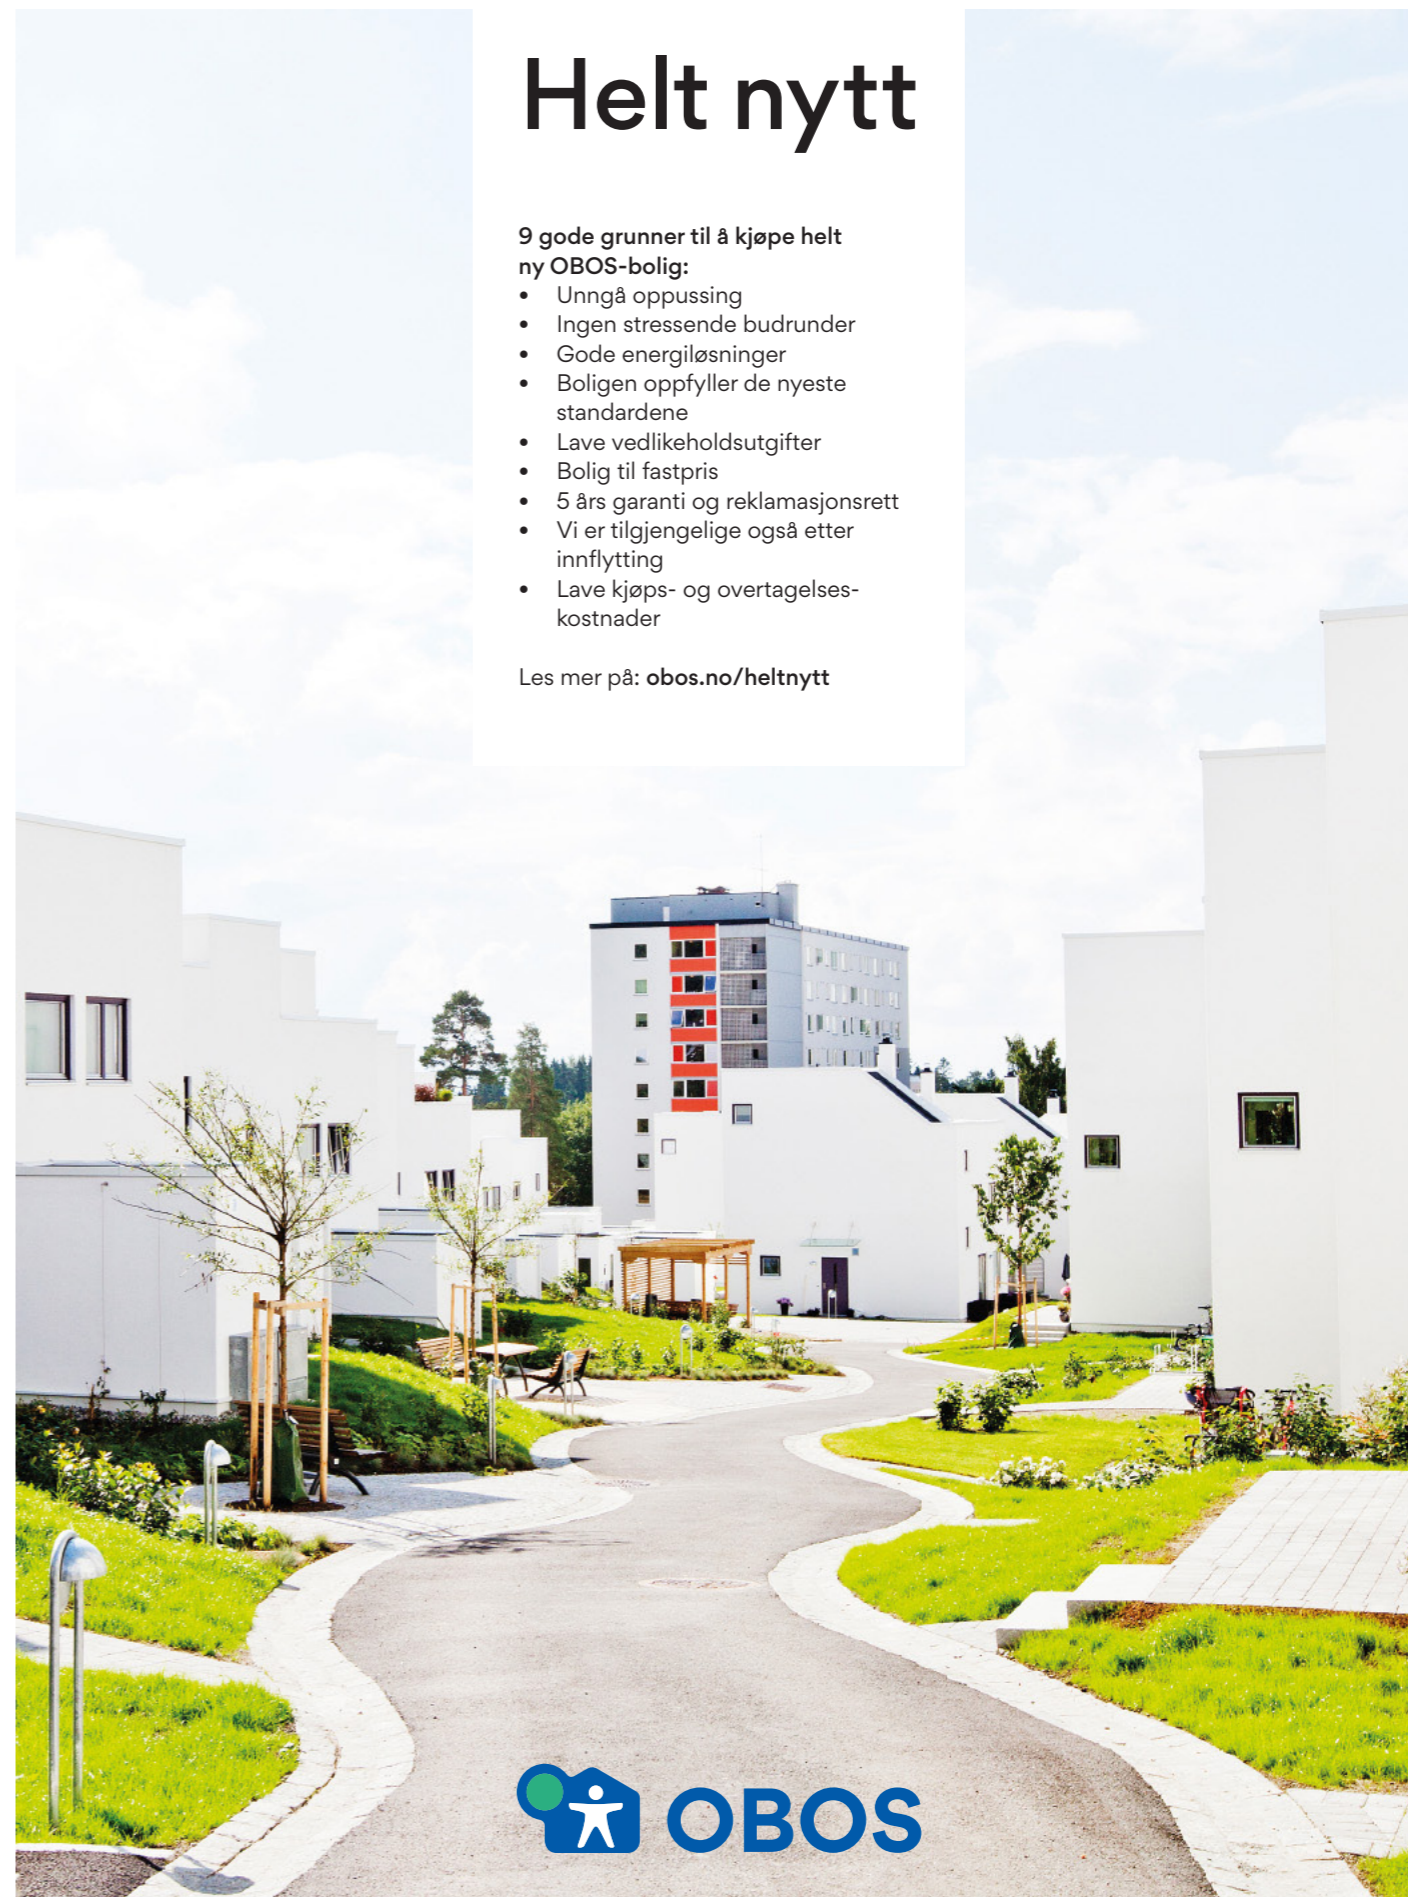 Helt nytt
9 gode grunner til å kjøpe helt
ny OBOS-bolig:
• Unngå oppussing
• Ingen stressende budrunder
• Gode energiløsninger
• Boligen oppfyller de nyeste
standardene
• Lave vedlikeholdsutgifter
• Bolig til fastpris
• 5 års garanti og reklamasjonsrett
• Vi er tilgjengelige også etter
innflytting
• Lave kjøps- og overtagelses-
kostnader
Les mer på: obos.no/heltnytt
OBOS